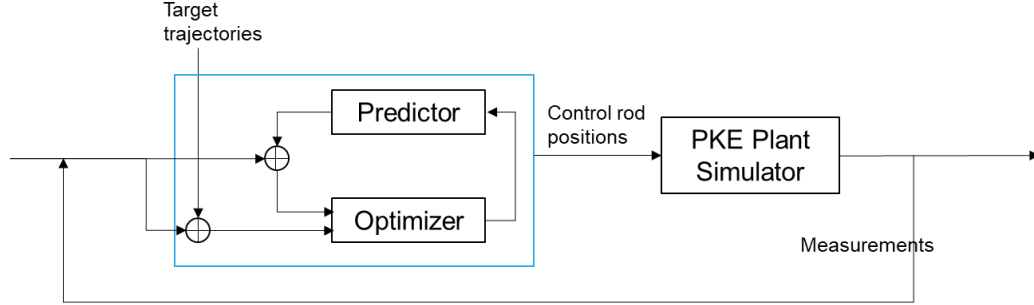 Target
trajectories
Predictor
Optimizer
Control rod
positions
PKE Plant
Simulator
Measurements